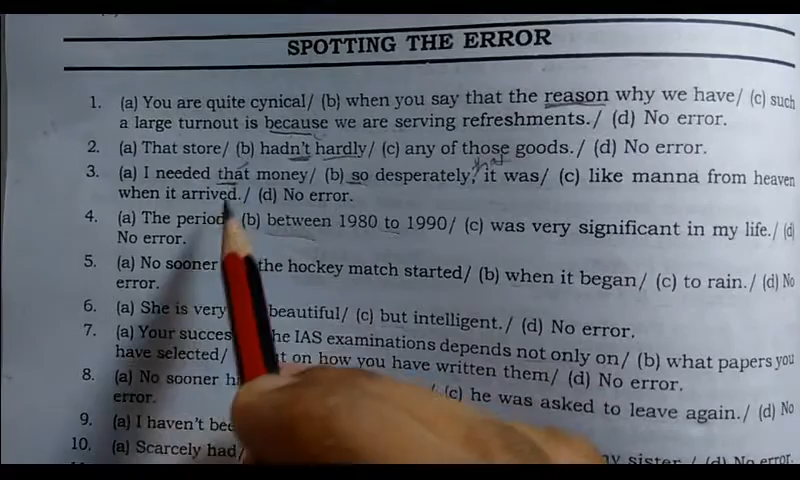 SPOTTING THE ERROR
1. (a) You are quite cynical/ (b) when you say that the reason why we have/ (c) such
a large turnout is because we are serving refreshments./ (d) No error.
2. (a) That store/ (b) hadn't hardly/ (c) any of those goods./ (d) No error.
that
3. (a) I needed that money/ (b) so desperately, it was/ (c) like manna from heaven
when it arrived./ (d) No error.
4. (a) The period (b) between 1980 to 1990/ (c) was very significant in my life./ (d)
No error.
5. (a) No sooner the hockey match started/ (b) when it began/ (c) to rain./ (d) No
error.
6. (a) She is very beautiful/ (c) but intelligent./ (d) No error.
7. (a) Your he IAS examinations depends not only on/ (b) what papers you
have selected/ on how you have written them/ (d) No error.
8. (a) No sooner (c) he was asked to leave again./ (d) No
error.
9. (a) I haven't
10. (a) Scarcely had/ sister./ (d) No error.